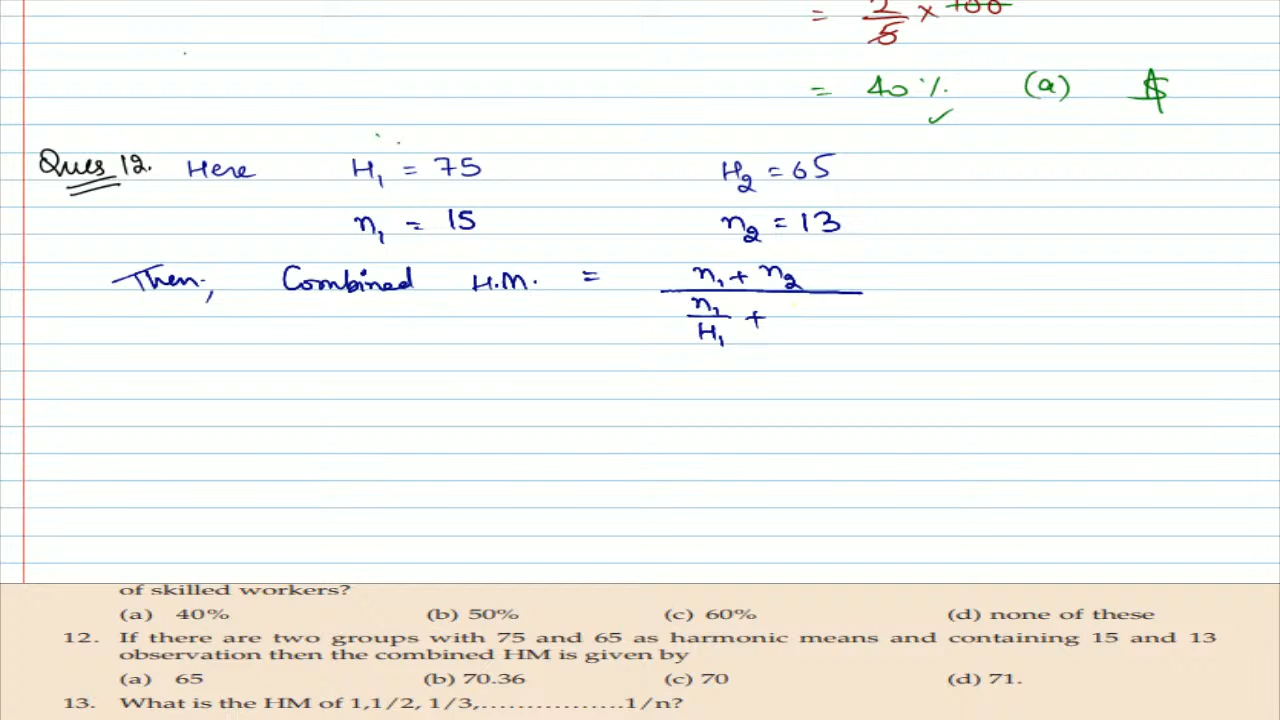 = 2/5 × 100
= 40% (a) $
Ques 12. Here H₁ = 75 H₂ = 65
n₁ = 15 n₂ = 13
Then, Combined H.M. = n₁ + n₂
n₁/H₁ +
of skilled workers?
(a) 40% (b) 50% (c) 60% (d) none of these
12. If there are two groups with 75 and 65 as harmonic means and containing 15 and 13
observation then the combined HM is given by
(a) 65 (b) 70.36 (c) 70 (d) 71.
13. What is the HM of 1,1/2, 1/3,................1/n?